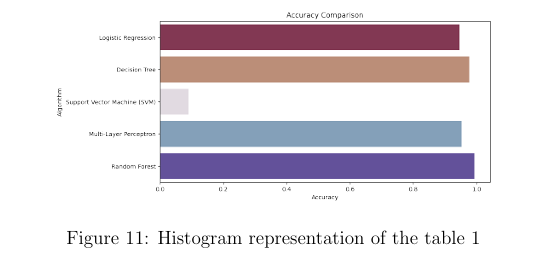 Accuracy Comparison
Logistic Regression
Decision Tree
Support Vector Machine (SVM)
Multi-Layer Perceptron
Random Forest
Algorithm
0.0 0.2 0.4 0.6 0.8 1.0
Accuracy
Figure 11: Histogram representation of the table 1